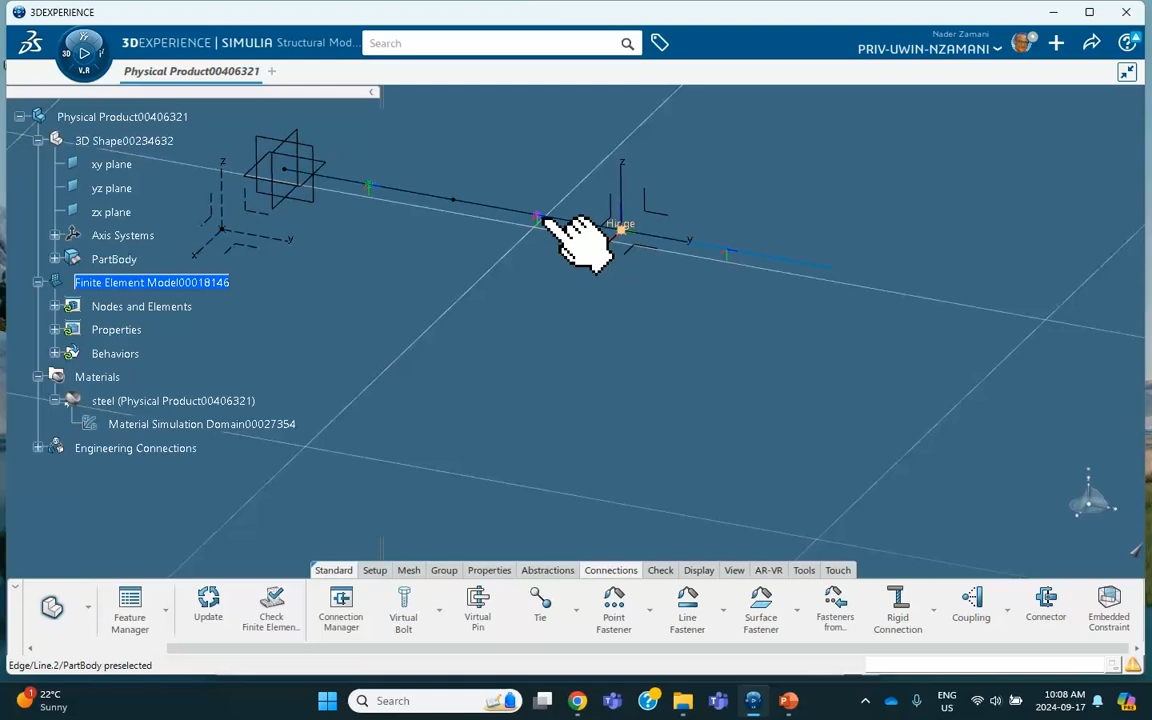 3DEXPERIENCE
3DEXPERIENCE | SIMULIA Structural Mod...
Search
Nader Zamani
PRIV-UWIN-NZAMANI
3D
V.R
Physical Product00406321
Physical Product00406321
3D Shape00234632
xy plane
yz plane
zx plane
Axis Systems
PartBody
Finite Element Model00018146
Nodes and Elements
Properties
Behaviors
Materials
steel (Physical Product00406321)
Material Simulation Domain00027354
Engineering Connections
z
y
x
z
Hinge
y
Standard Setup Mesh Group Properties Abstractions Connections Check Display View AR-VR Tools Touch
Feature Manager
Update
Check Finite Elemen...
Connection Manager
Virtual Bolt
Virtual Pin
Tie
Point Fastener
Line Fastener
Surface Fastener
Fasteners from...
Rigid Connection
Coupling
Connector
Embedded Constraint
Edge/Line.2/PartBody preselected
1
22°C
Sunny
Search
ENG
US
10:08 AM
2024-09-17